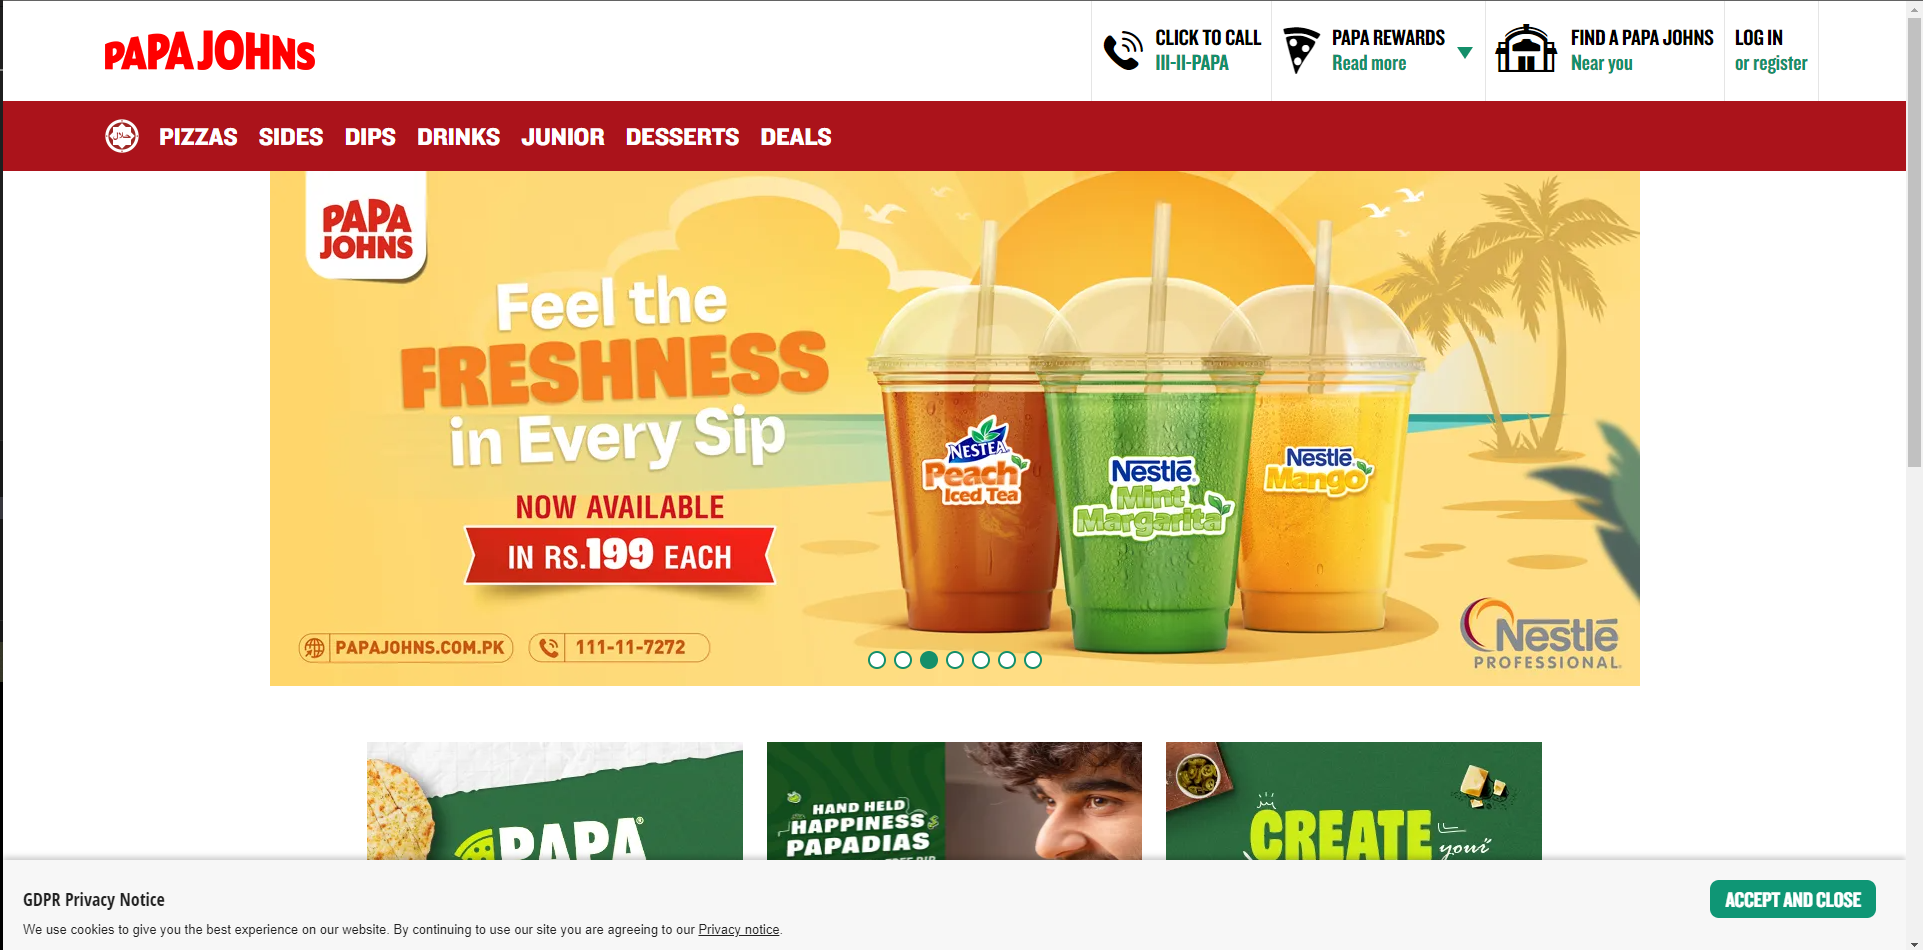 PAPA JOHNS
CLICK TO CALL
III-II-PAPA
PAPA REWARDS
Read more
FIND A PAPA JOHNS
Near you
LOG IN
or register
حلال
PIZZAS SIDES DIPS DRINKS JUNIOR DESSERTS DEALS
PAPA
JOHNS
Feel the
FRESHNESS
in Every Sip
NOW AVAILABLE
IN RS.199 EACH
PAPAJOHNS.COM.PK 111-11-7272
NESTEA
Peach
Iced Tea
Nestlé
Mint
Margarita
Nestlé
Mango
Nestlé
PROFESSIONAL.
PAPA®
HAND HELD
HAPPINESS
PAPADIAS
CREATE
your
GDPR Privacy Notice
We use cookies to give you the best experience on our website. By continuing to use our site you are agreeing to our Privacy notice.
ACCEPT AND CLOSE